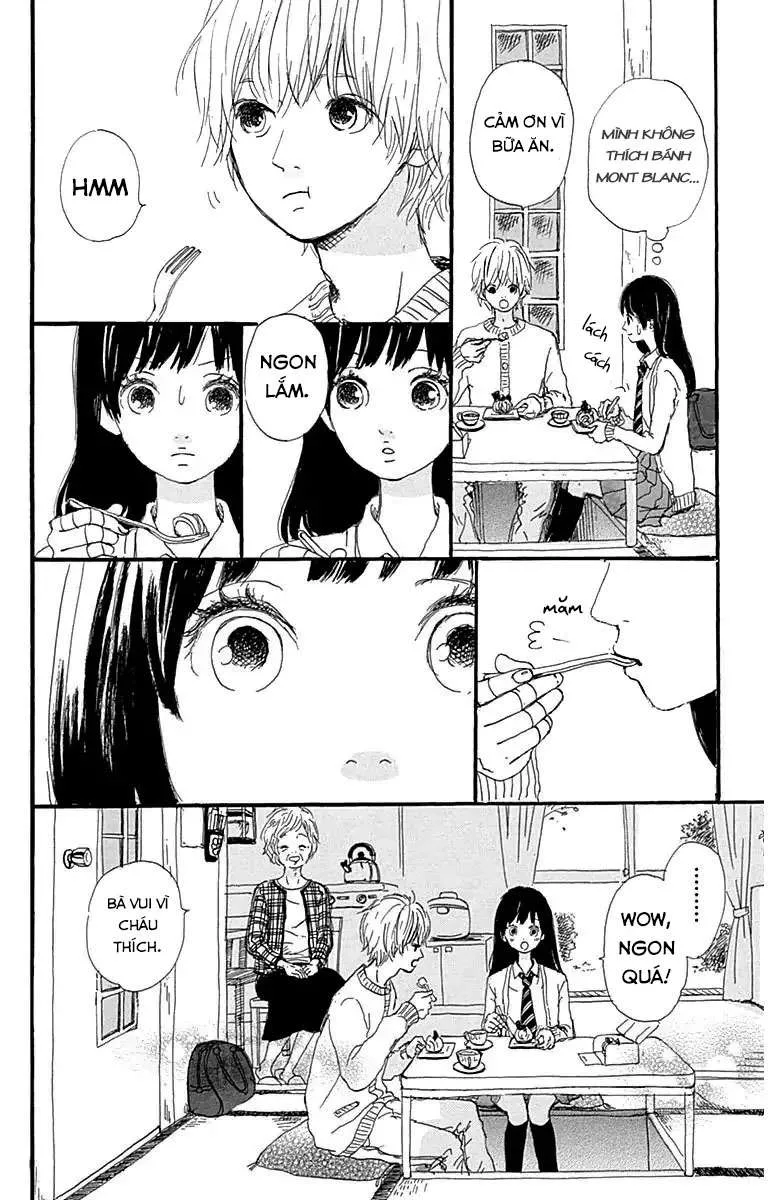 MÌNH KHÔNG
THÍCH BÁNH
MONT BLANC...
CẢM ƠN VÌ
BỮA ĂN.
lách
cách
HMM
NGON
LẮM.
măm
.........
WOW,
NGON
QUÁ!
BÀ VUI VÌ
CHÁU
THÍCH.